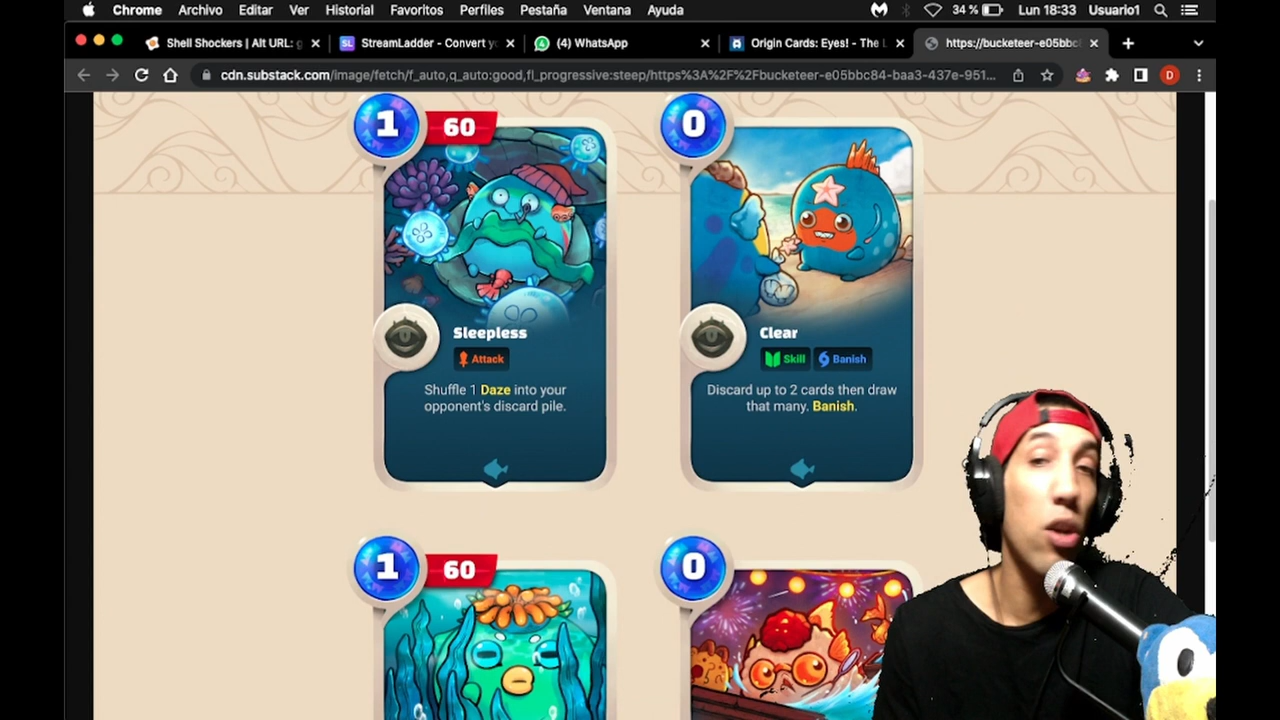 Chrome Archivo Editar Ver Historial Favoritos Perfiles Pestaña Ventana Ayuda 34 % Lun 18:33 Usuario1
Shell Shockers | Alt URL: g
StreamLadder - Convert yo
(4) WhatsApp
Origin Cards: Eyes! - The L
https://bucketeer-e05bbc
cdn.substack.com/image/fetch/f_auto,q_auto:good,fl_progressive:steep/https%3A%2F%2Fbucketeer-e05bbc84-baa3-437e-951...
D
SL
4
1
60
0
Sleepless
Attack
Shuffle 1 Daze into your
opponent's discard pile.
Clear
Skill Banish
Discard up to 2 cards then draw
that many. Banish.
1
60
0